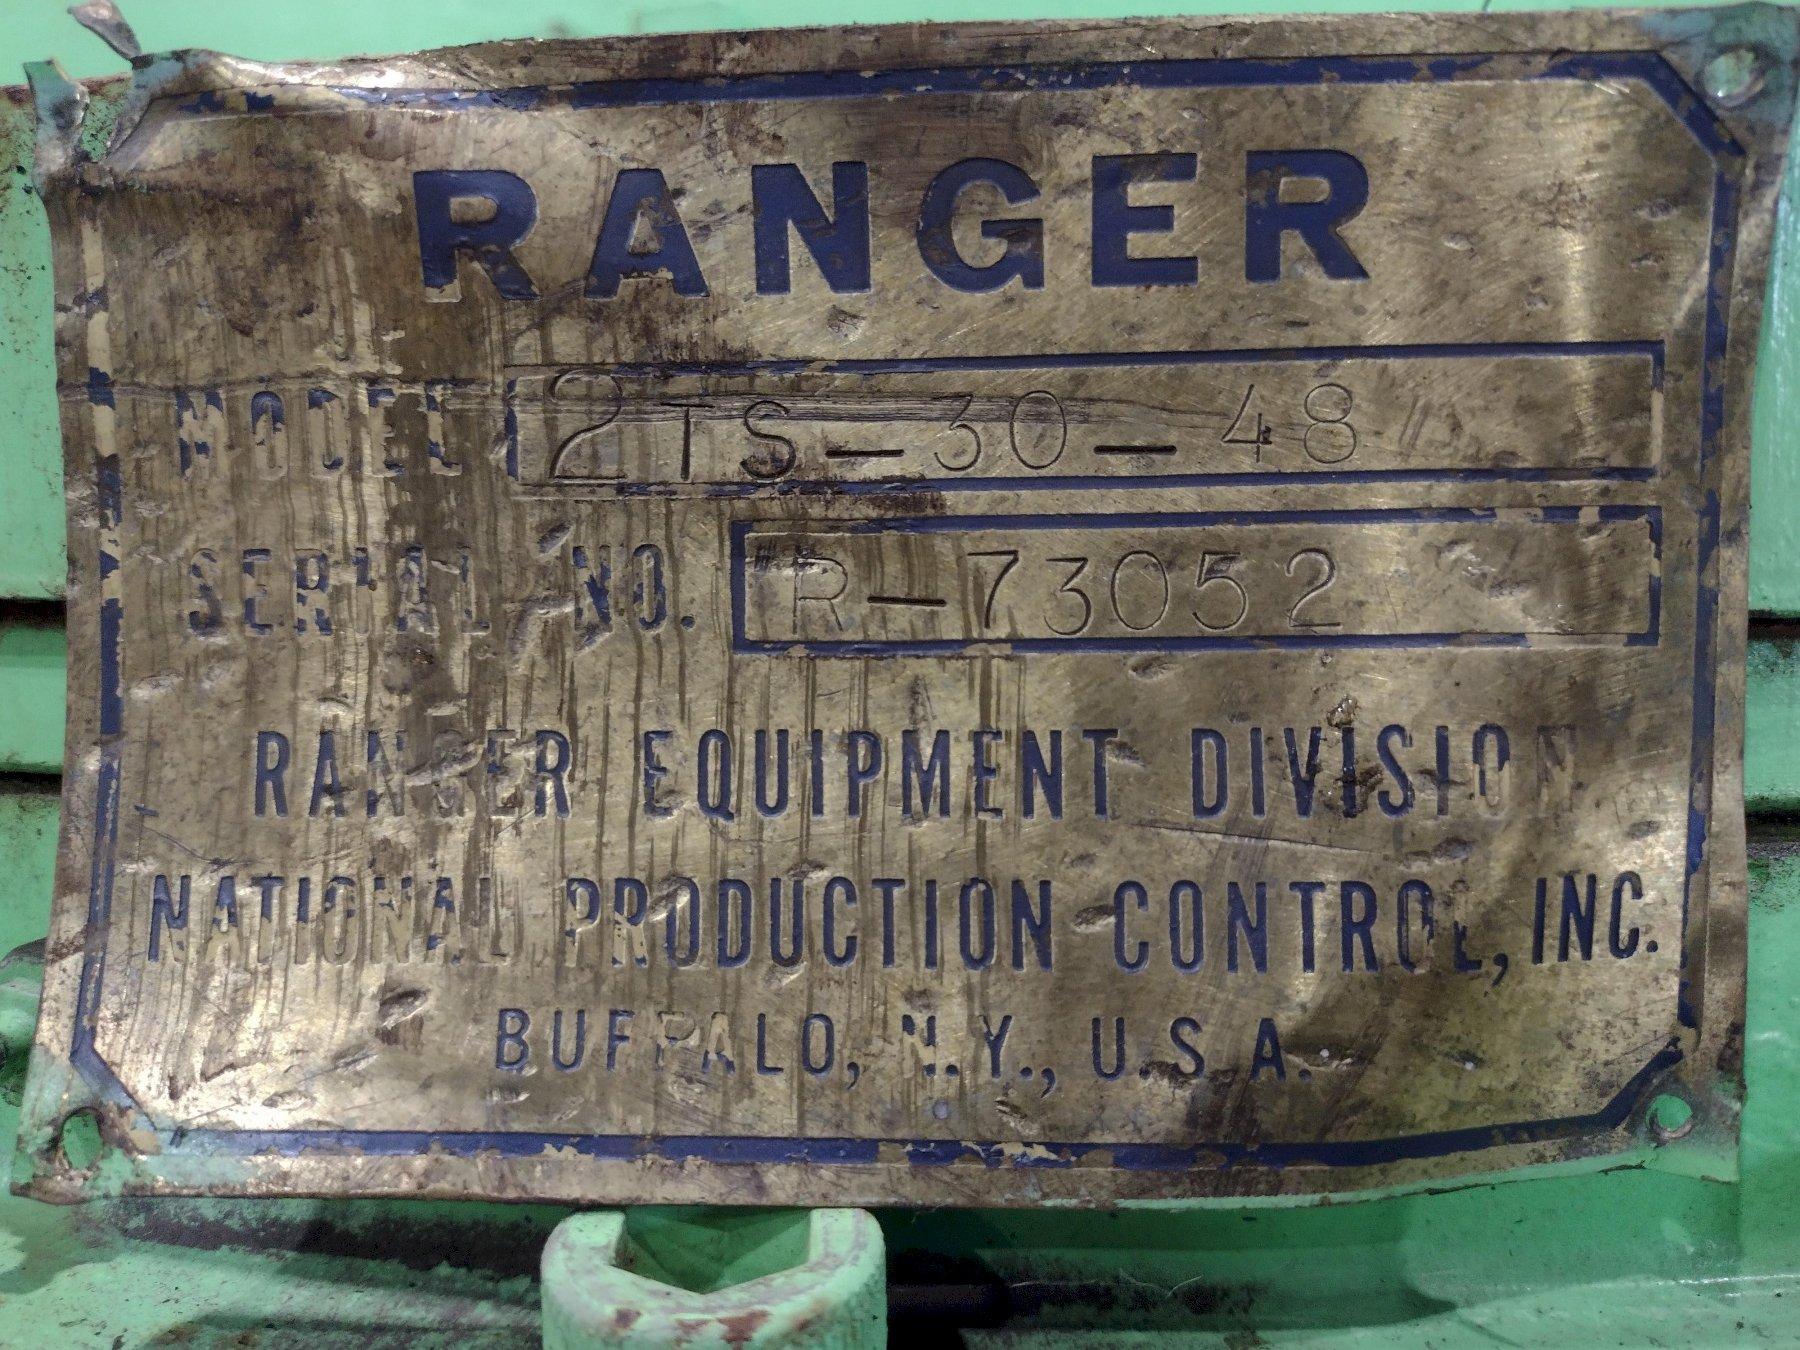 RANGER
MODEL 2TS-30-48
SERIAL NO. R-73052
RANGER EQUIPMENT DIVISION
NATIONAL PRODUCTION CONTROL, INC.
BUFFALO, N.Y., U.S.A.